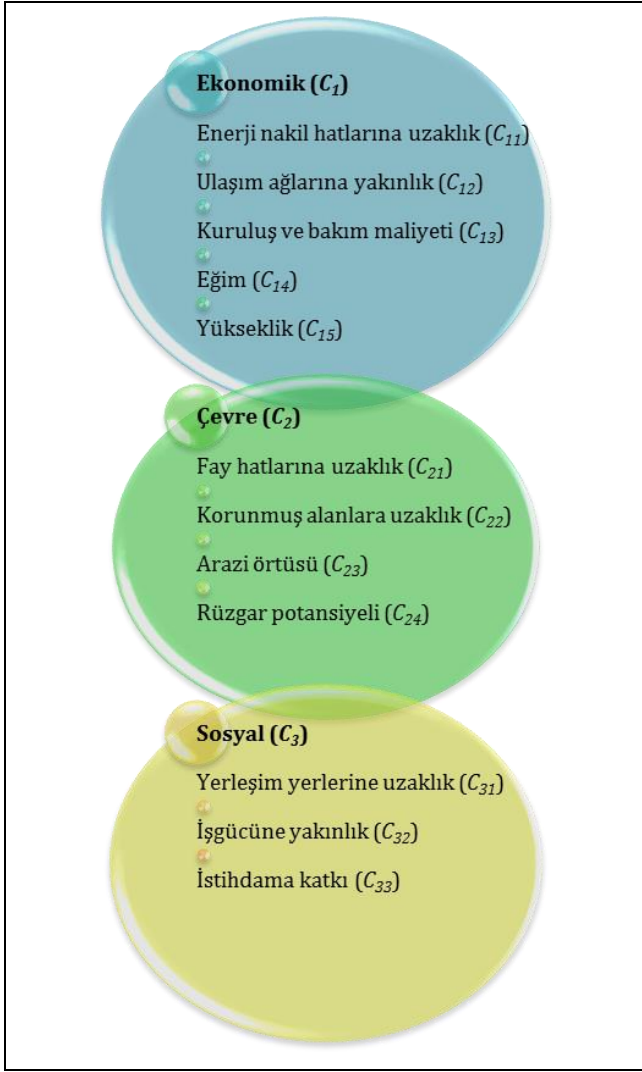 Ekonomik (C₁)
Enerji nakil hatlarına uzaklık (C₁₁)
Ulaşım ağlarına yakınlık (C₁₂)
Kuruluş ve bakım maliyeti (C₁₃)
Eğim (C₁₄)
Yükseklik (C₁₅)
Çevre (C₂)
Fay hatlarına uzaklık (C₂₁)
Korunmuş alanlara uzaklık (C₂₂)
Arazi örtüsü (C₂₃)
Rüzgar potansiyeli (C₂₄)
Sosyal (C₃)
Yerleşim yerlerine uzaklık (C₃₁)
İşgücüne yakınlık (C₃₂)
İstihdama katkı (C₃₃)